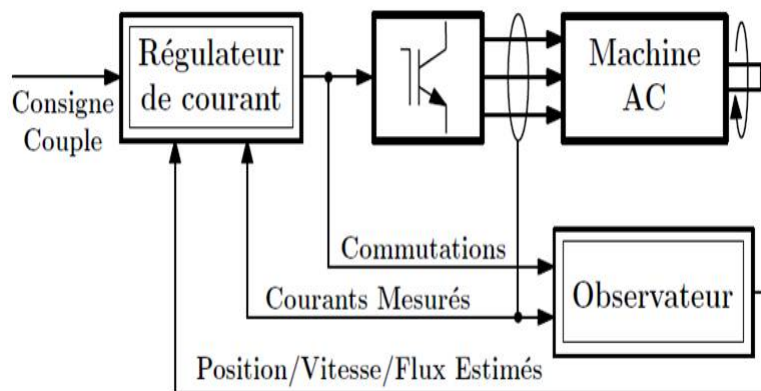 Régulateur
de courant
Consigne
Couple
Machine
AC
Commutations
Courants Mesurés
Observateur
Position/Vitesse/Flux Estimés